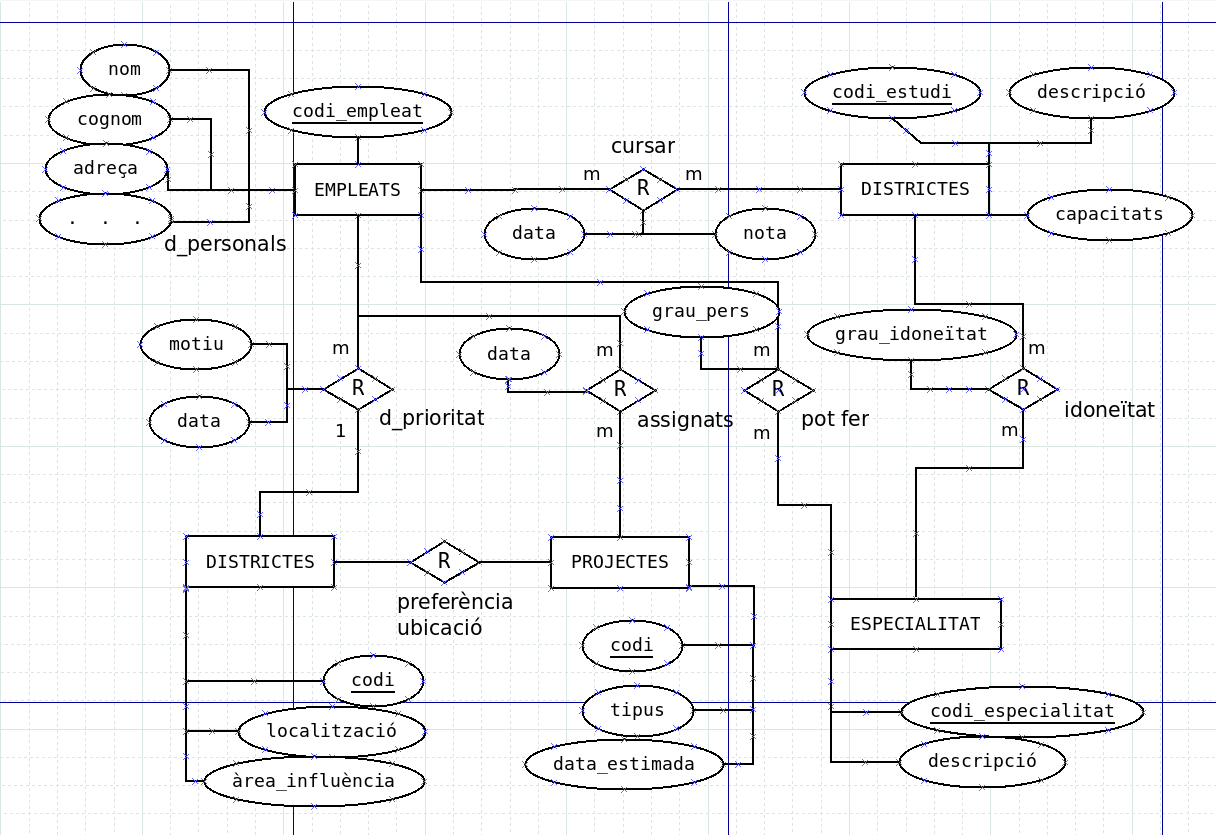 nom
cognom
adreça
. . .
d_personals
codi_empleat
EMPLEATS
cursar
m
R
m
data
nota
codi_estudi
descripció
DISTRICTES
capacitats
motiu
data
m
R
1
d_prioritat
data
m
R
m
assignats
grau_pers
m
R
m
pot fer
grau_idoneïtat
m
R
m
idoneïtat
DISTRICTES
R
preferència
ubicació
PROJECTES
ESPECIALITAT
codi
localització
àrea_influència
codi
tipus
data_estimada
codi_especialitat
descripció